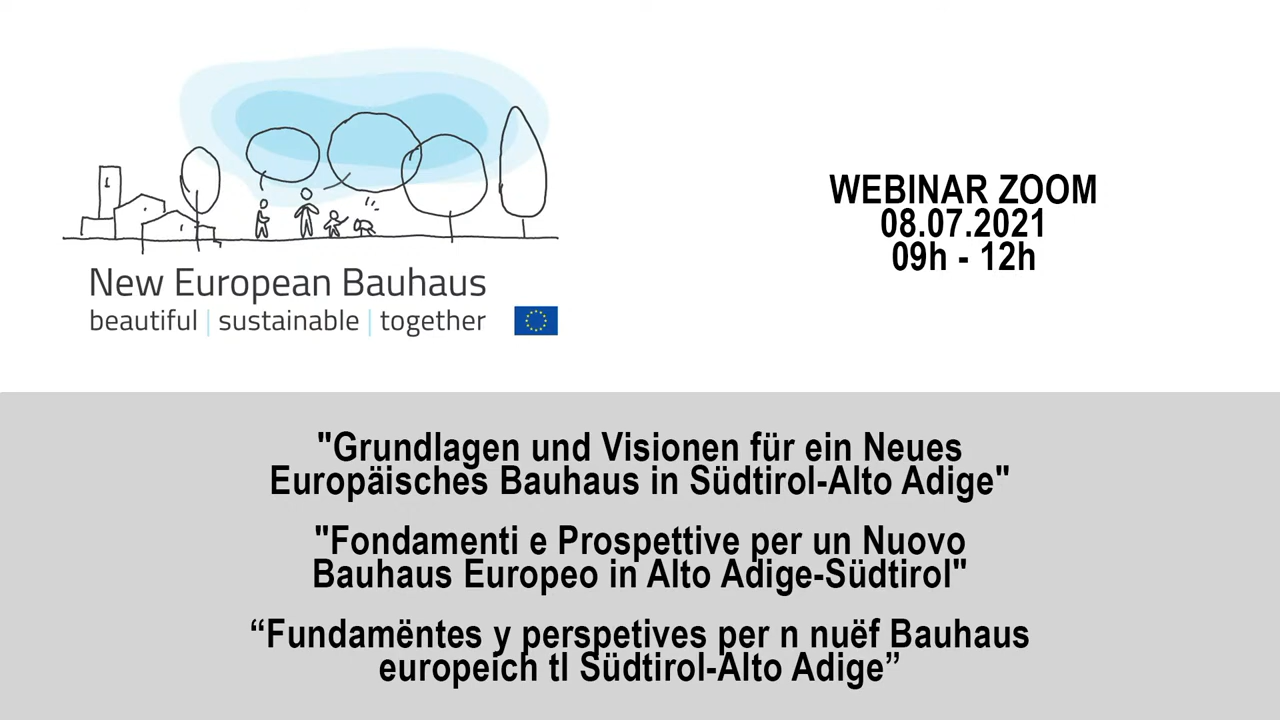 New European Bauhaus
beautiful | sustainable | together
WEBINAR ZOOM
08.07.2021
09h - 12h
"Grundlagen und Visionen für ein Neues
Europäisches Bauhaus in Südtirol-Alto Adige"
"Fondamenti e Prospettive per un Nuovo
Bauhaus Europeo in Alto Adige-Südtirol"
“Fundamëntes y perspetives per n nuëf Bauhaus
europeich tl Südtirol-Alto Adige”